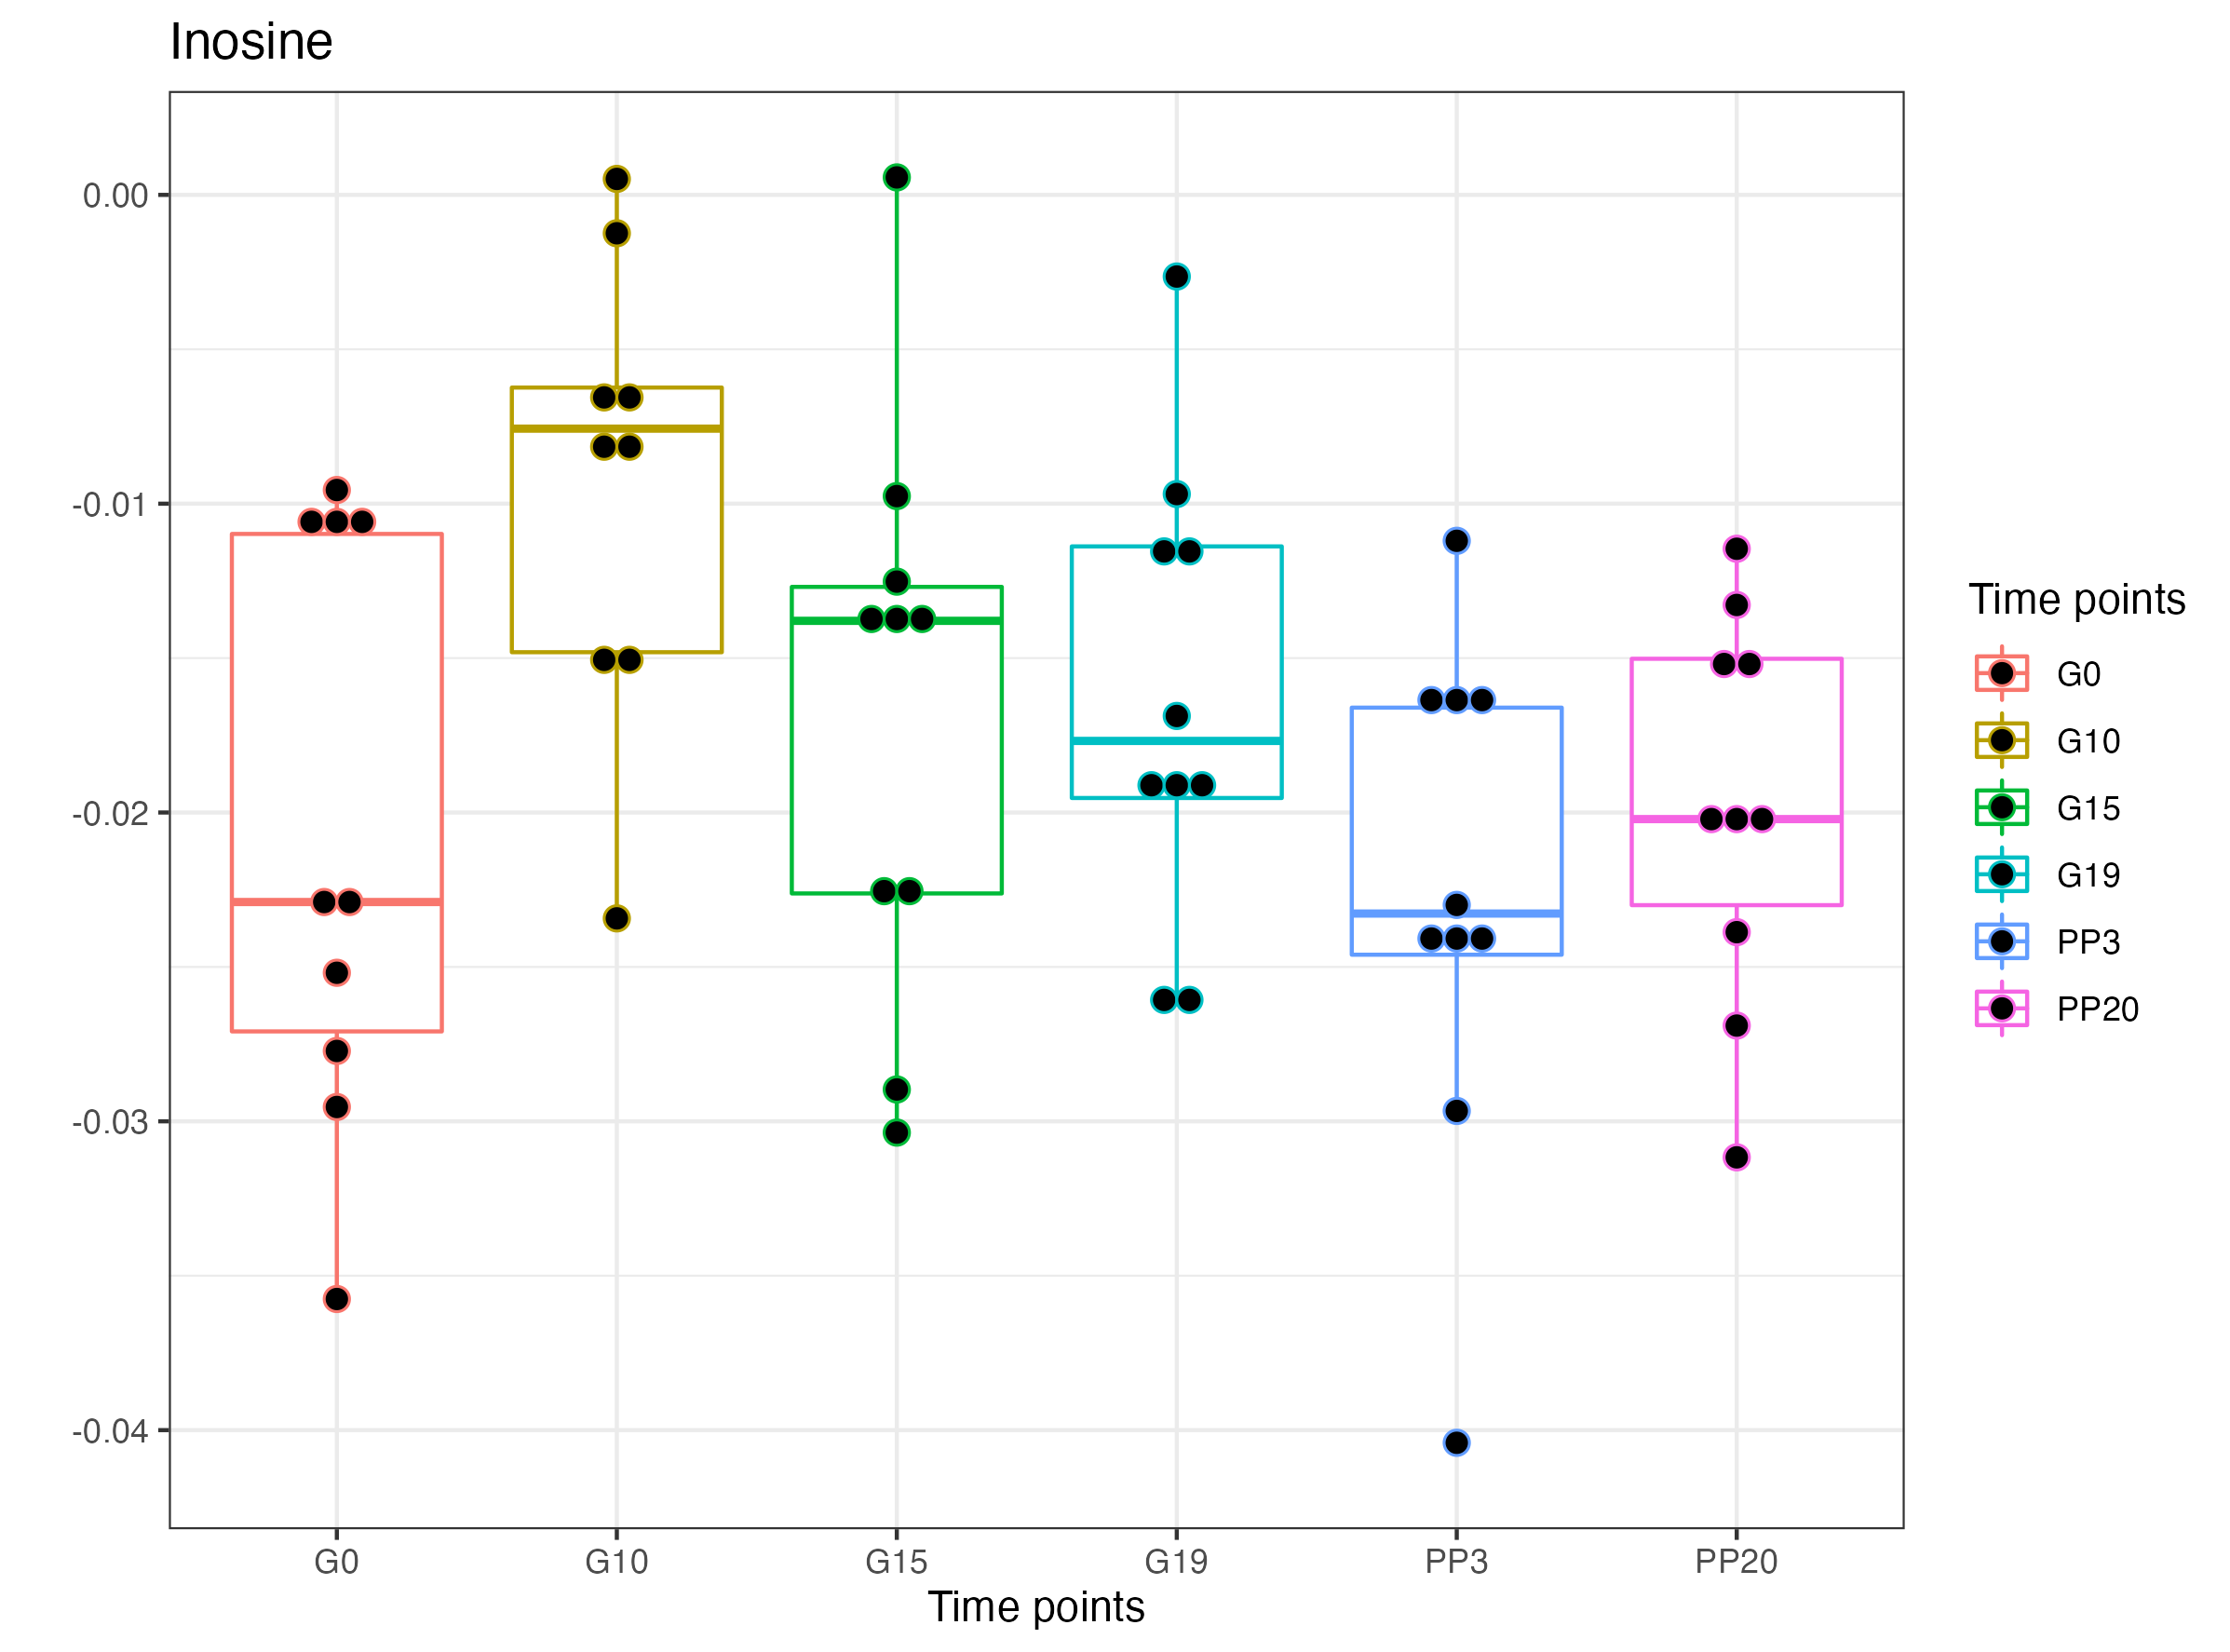 Inosine
0.00
-0.01
-0.02
-0.03
-0.04
G0
G10
G15
G19
PP3
PP20
Time points
Time points
G0
G10
G15
G19
PP3
PP20